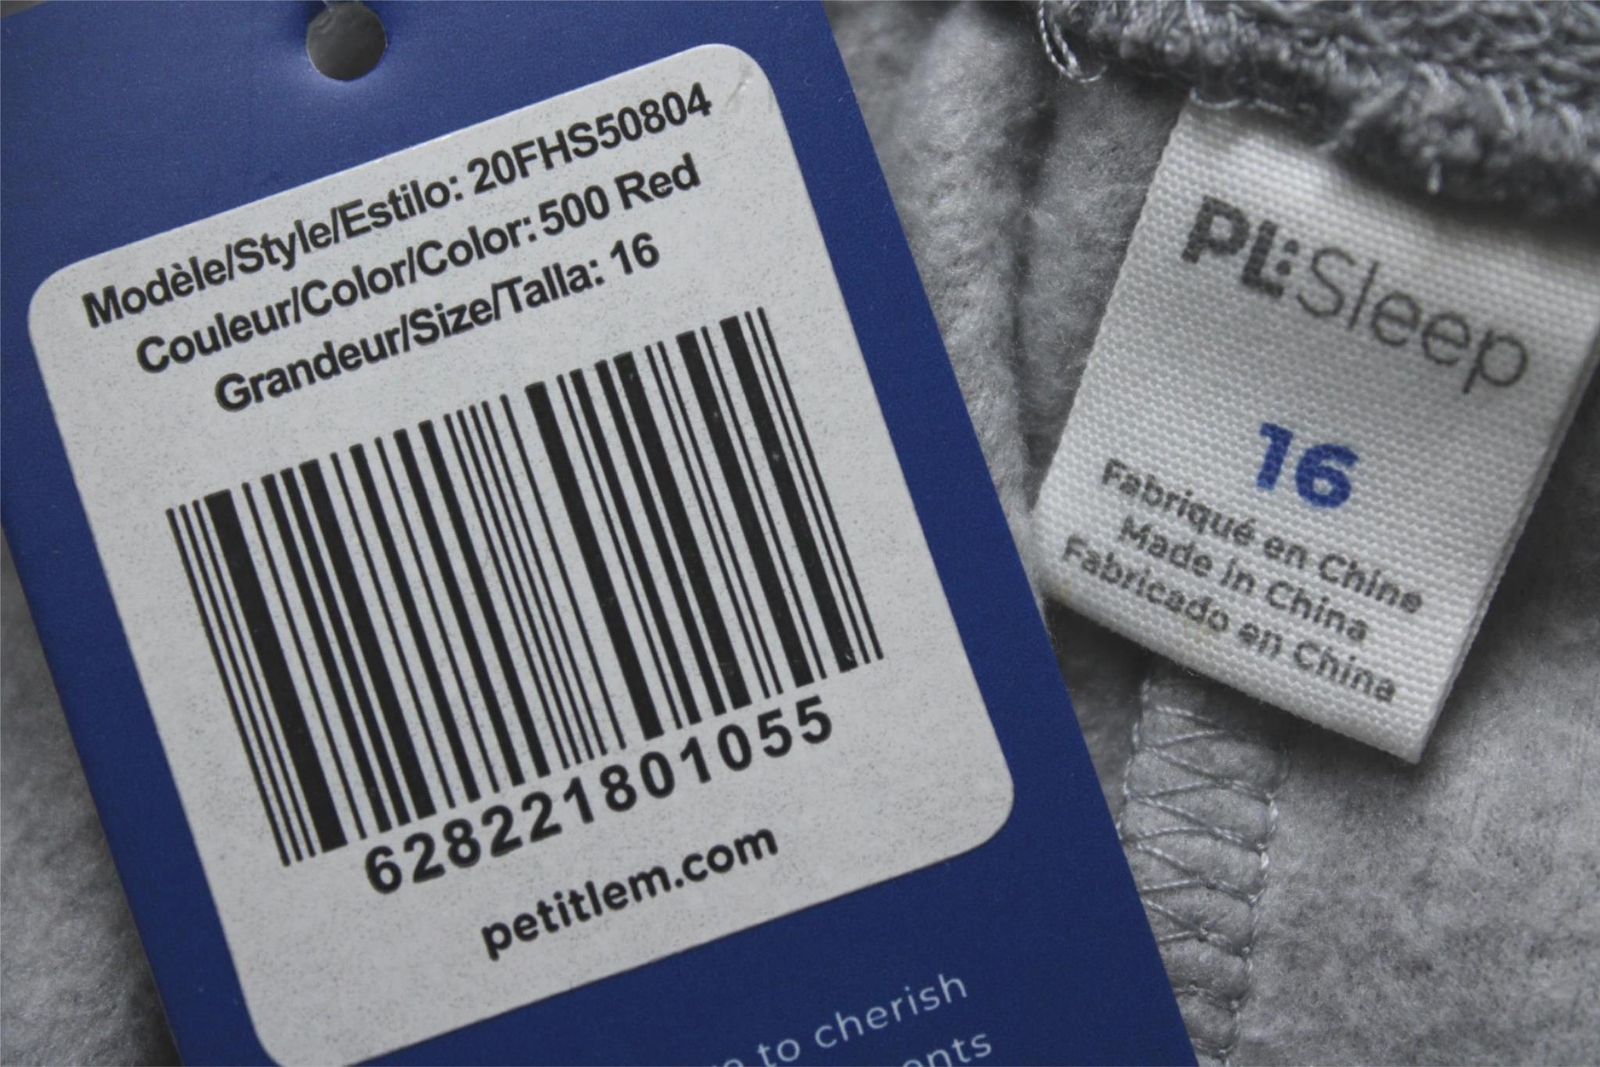 Modèle/Style/Estilo: 20FHS50804
Couleur/Color/Color: 500 Red
Grandeur/Size/Talla: 16
628221801055
petitlem.com
to cherish
PL:Sleep
16
Fabriqué en Chine
Made in China
Fabricado en China